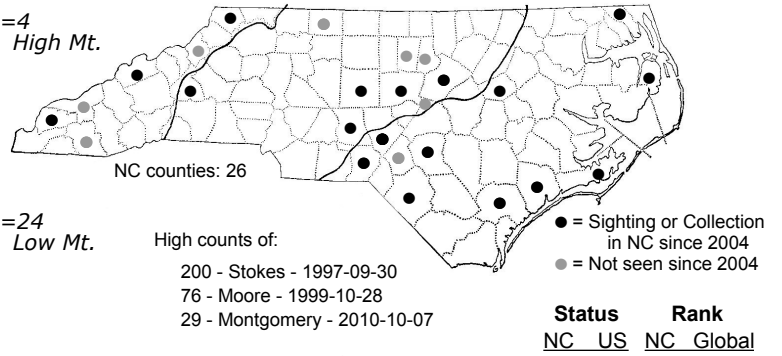 =4
High Mt.
NC counties: 26
=24
Low Mt.
High counts of:
200 - Stokes - 1997-09-30
76 - Moore - 1999-10-28
29 - Montgomery - 2010-10-07
= Sighting or Collection
in NC since 2004
= Not seen since 2004
Status Rank
NC US NC Global